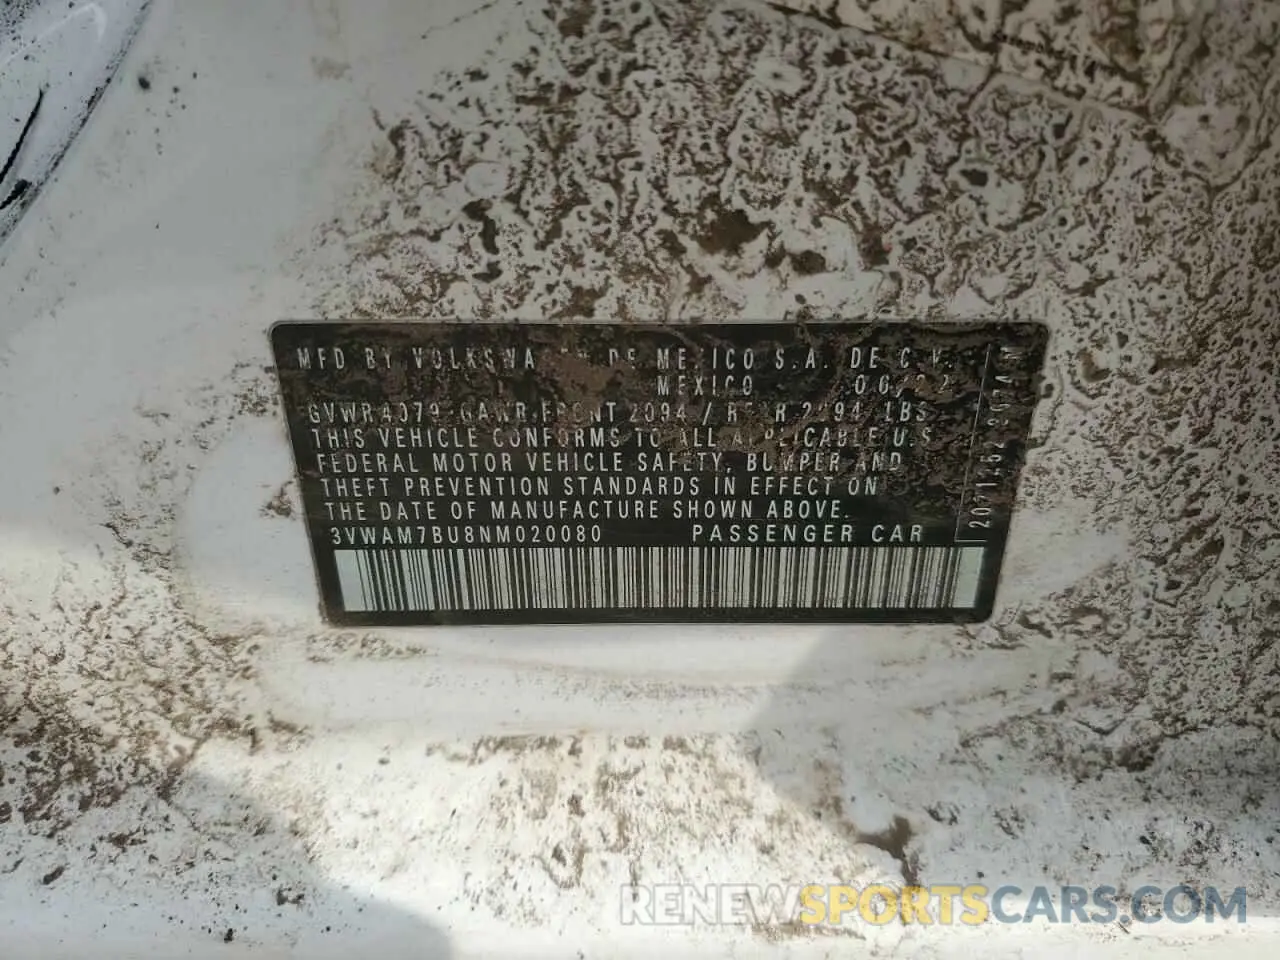 MFD BY VOLKSWAGEN DE MEXICO S.A. DE C.V.
MEXICO
GVWR 4079 GAWR FRONT 2094 / REAR 2094 LBS
THIS VEHICLE CONFORMS TO ALL APPLICABLE U.S.
FEDERAL MOTOR VEHICLE SAFETY, BUMPER AND
THEFT PREVENTION STANDARDS IN EFFECT ON
THE DATE OF MANUFACTURE SHOWN ABOVE.
3VWAM7BU8NM020080 PASSENGER CAR
RENEWSPORTSCARS.COM